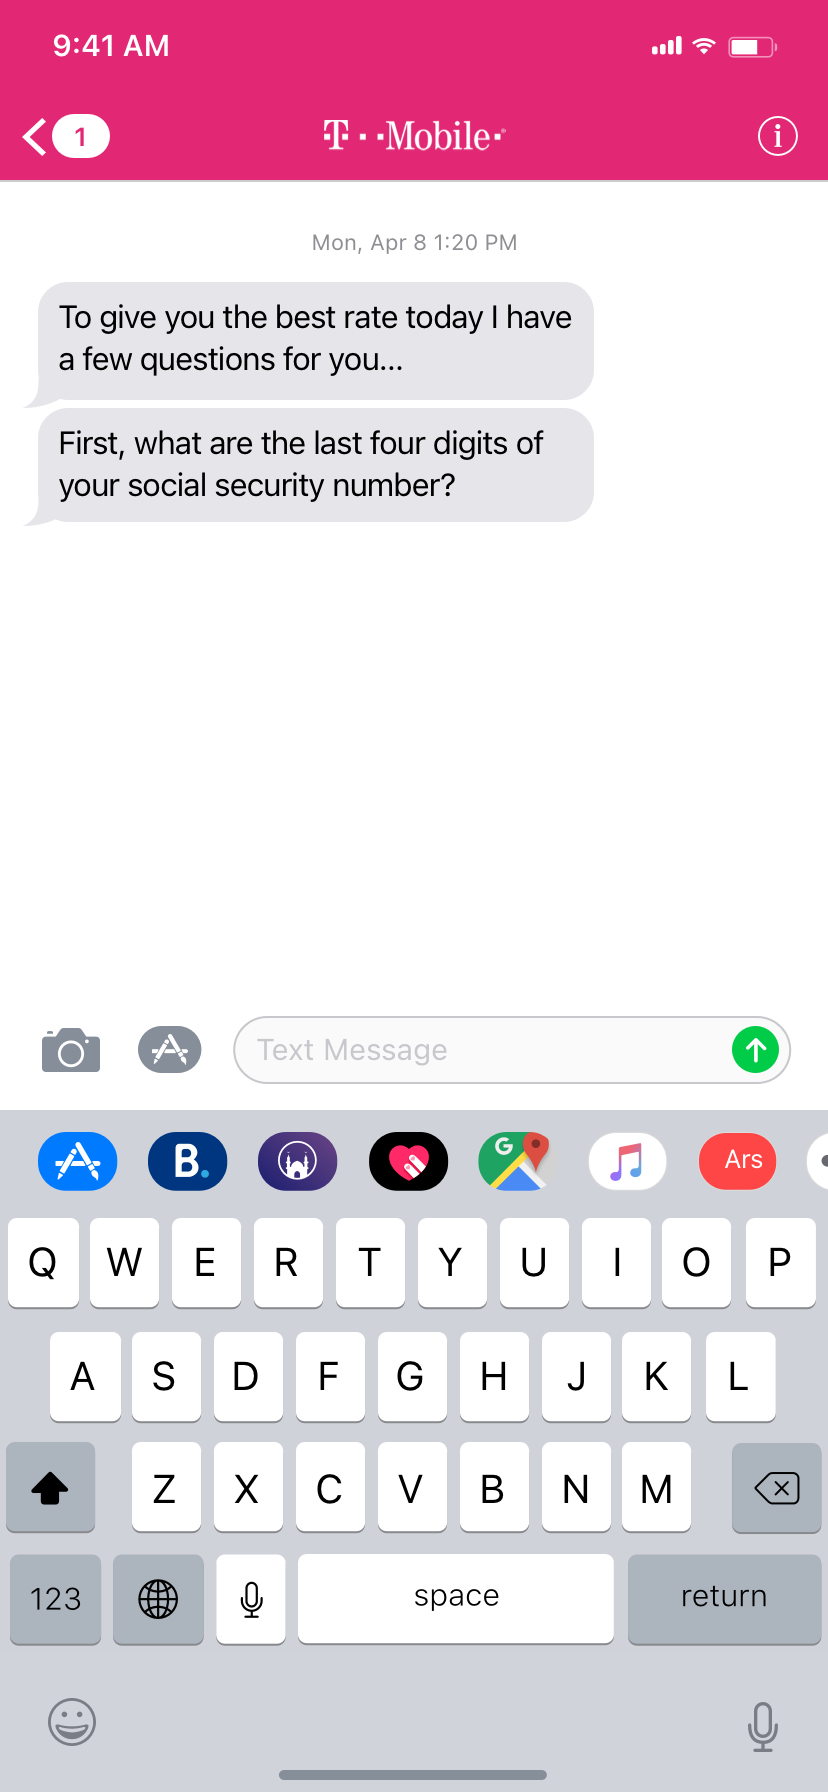 9:41 AM
1
T··Mobile·®
i
Mon, Apr 8 1:20 PM
To give you the best rate today I have
a few questions for you...
First, what are the last four digits of
your social security number?
Text Message
B.
G
Ars
Q W E R T Y U I O P
A S D F G H J K L
Z X C V B N M
123
space
return